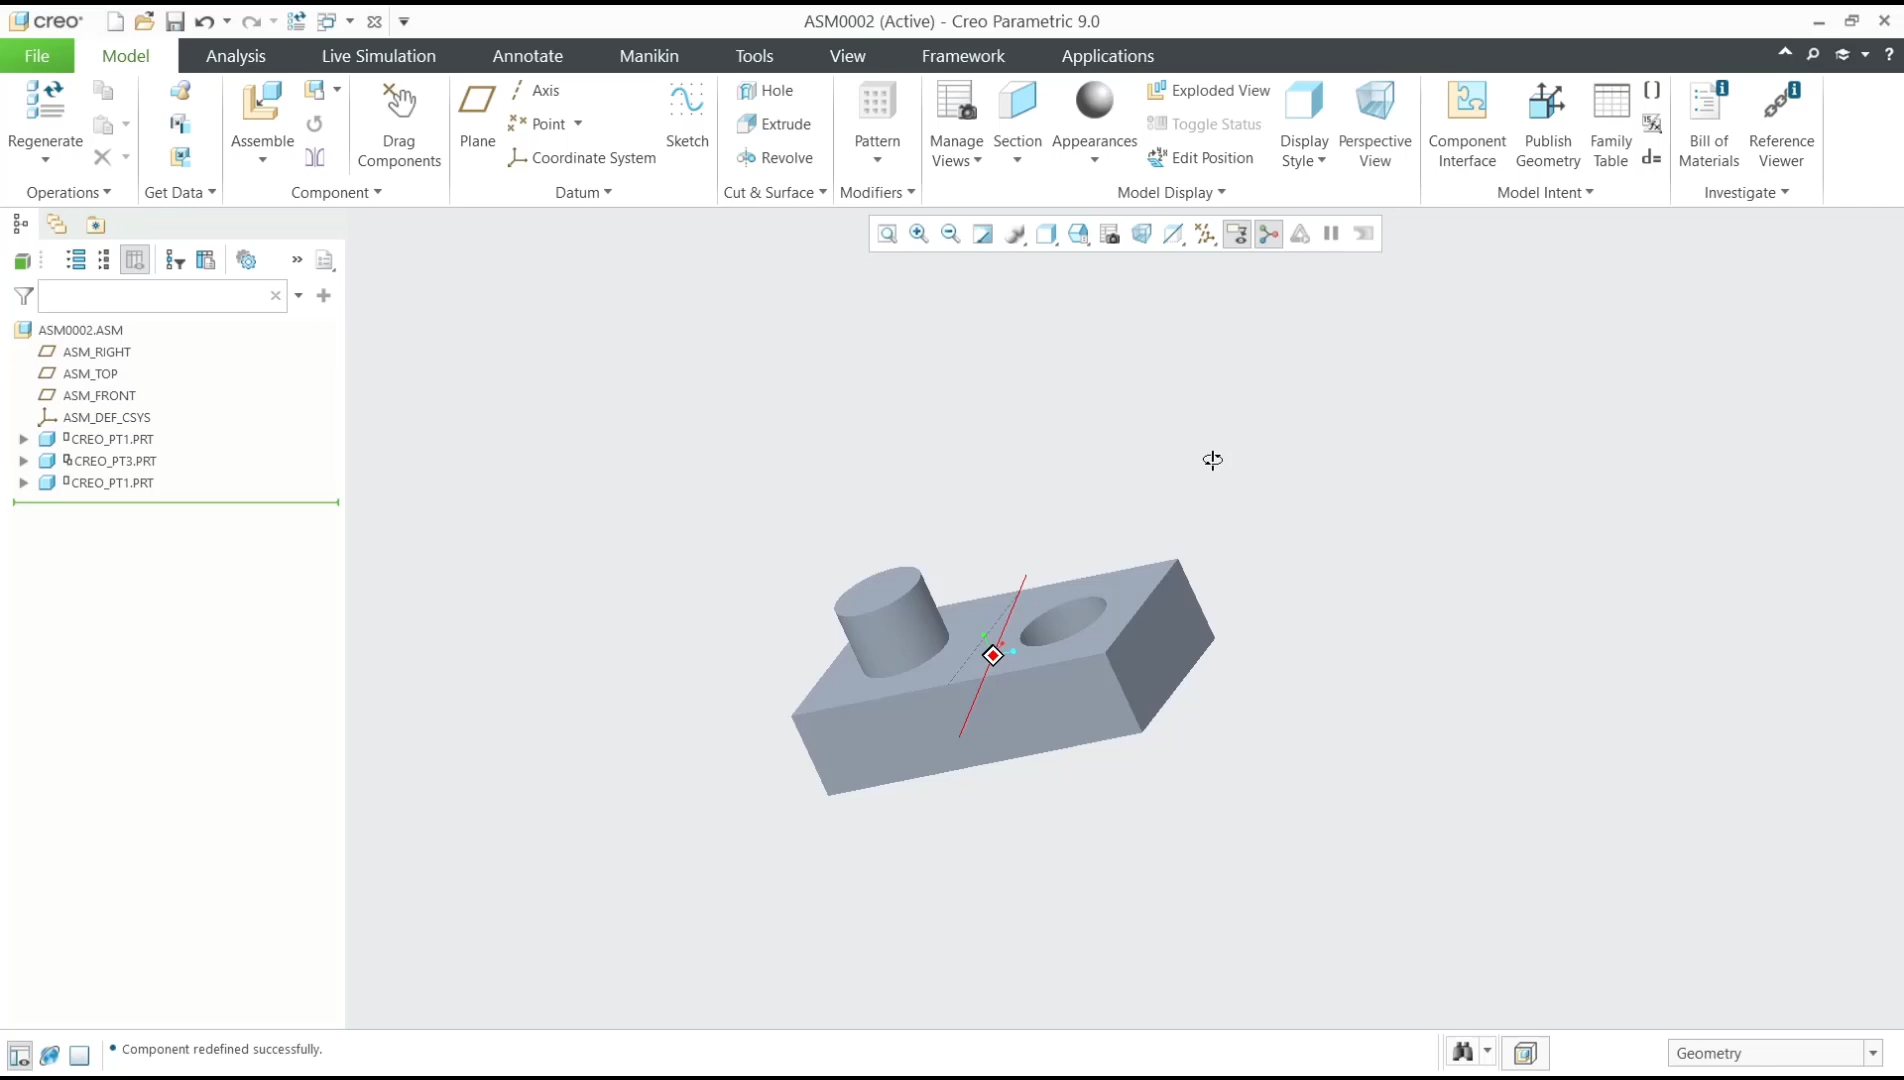 creo
ASM0002 (Active) - Creo Parametric 9.0
File
Model
Analysis
Live Simulation
Annotate
Manikin
Tools
View
Framework
Applications
?
Regenerate
Operations
Get Data
Assemble
Drag
Components
Component
Plane
Axis
Point
Coordinate System
Sketch
Datum
Hole
Extrude
Revolve
Cut & Surface
Pattern
Modifiers
Manage
Views
Section
Appearances
Exploded View
Toggle Status
Edit Position
Display
Style
Perspective
View
Model Display
Component
Interface
Publish
Geometry
Family
Table
d=
Model Intent
Bill of
Materials
Reference
Viewer
Investigate
ASM0002.ASM
ASM_RIGHT
ASM_TOP
ASM_FRONT
ASM_DEF_CSYS
CREO_PT1.PRT
CREO_PT3.PRT
CREO_PT1.PRT
Component redefined successfully.
Geometry